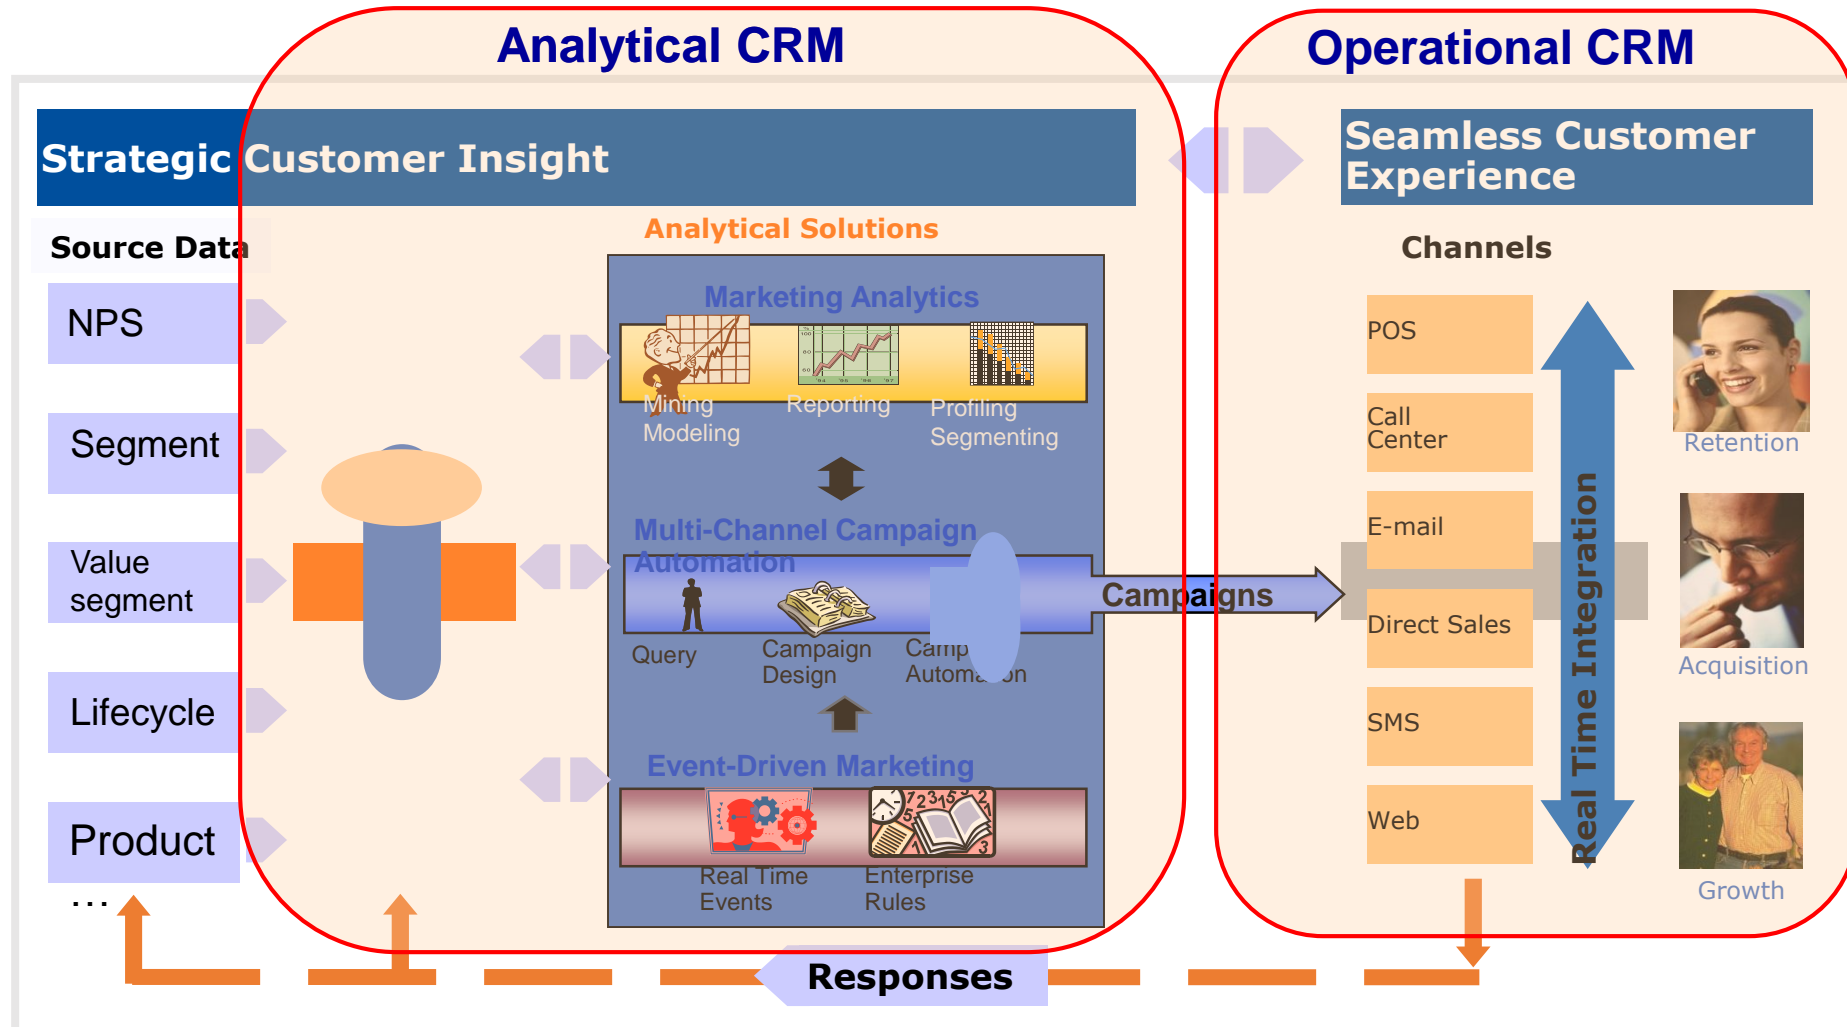 Analytical CRM
Operational CRM
Strategic Customer Insight
Seamless Customer
Experience
Source Data
NPS
Segment
Value
segment
Lifecycle
Product
...
Analytical Solutions
Marketing Analytics
Mining
Modeling
Reporting
Profiling
Segmenting
Multi-Channel Campaign
Automation
Query
Campaign
Design
Automation
Campaigns
Event-Driven Marketing
Real Time
Events
Enterprise
Rules
Channels
POS
Call
Center
E-mail
Direct Sales
SMS
Web
Real Time Integration
Retention
Acquisition
Growth
Responses